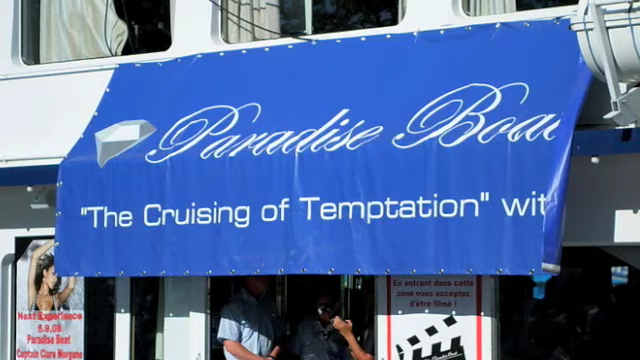 Paradise Boa
"The Cruising of Temptation" wit
Next Experience
5.9.08
Paradise Boat
Captain Clara Morgane
En entrant dans cette
zone vous acceptez
d'être filmé !